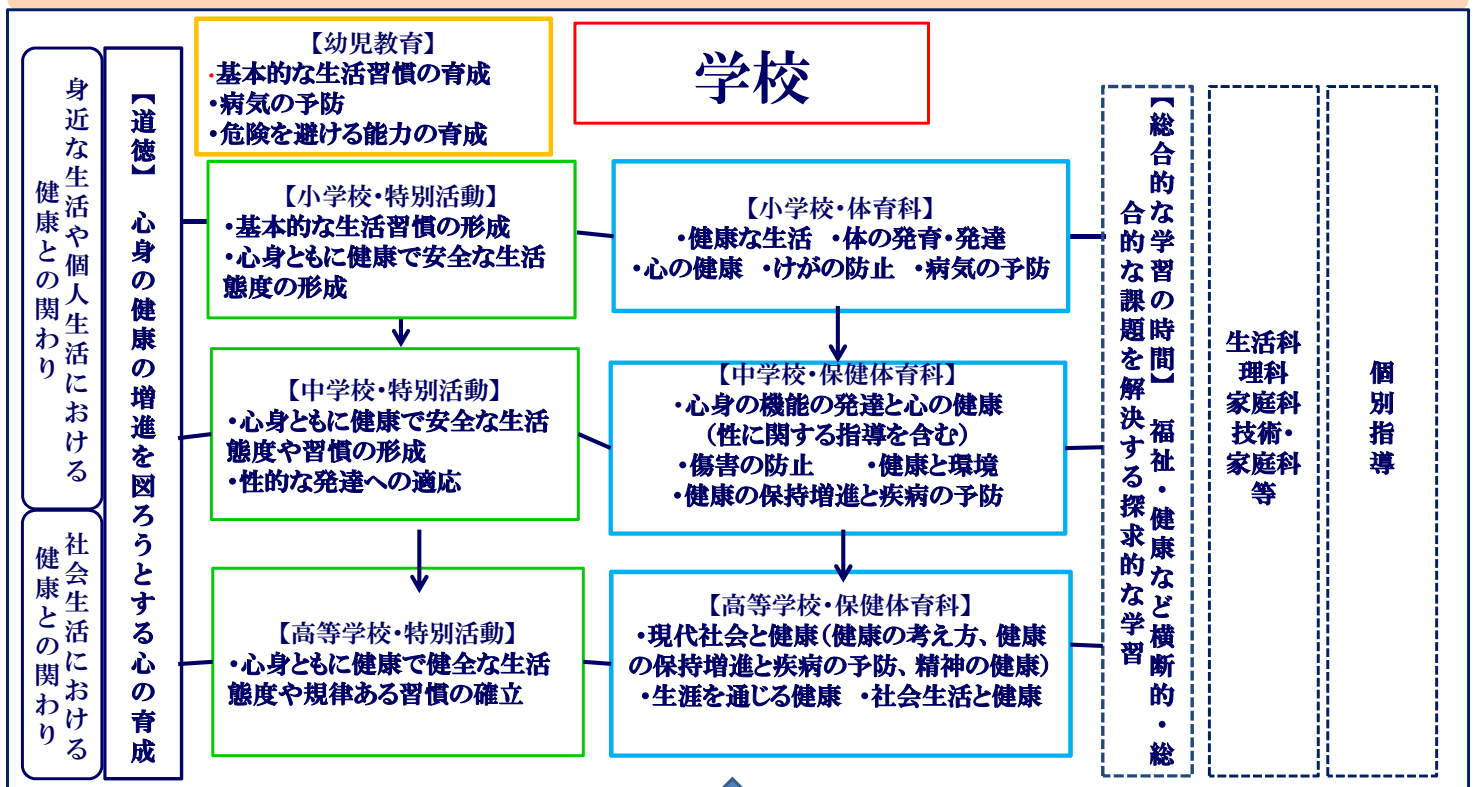 身近な生活や個人生活における
健康との関わり
社会生活における
健康との関わり
【道徳】　心身の健康の増進を図ろうとする心の育成
【幼児教育】
・基本的な生活習慣の育成
・病気の予防
・危険を避ける能力の育成
学校
【小学校・特別活動】
・基本的な生活習慣の形成
・心身ともに健康で安全な生活
態度の形成
【小学校・体育科】
・健康な生活　・体の発育・発達
・心の健康　・けがの防止　・病気の予防
【中学校・特別活動】
・心身ともに健康で安全な生活
態度や習慣の形成
・性的な発達への適応
【中学校・保健体育科】
・心身の機能の発達と心の健康
（性に関する指導を含む）
・傷害の防止　　・健康と環境
・健康の保持増進と疾病の予防
【高等学校・特別活動】
・心身ともに健康で健全な生活
態度や規律ある習慣の確立
【高等学校・保健体育科】
・現代社会と健康（健康の考え方、健康
の保持増進と疾病の予防、精神の健康）
・生涯を通じる健康　・社会生活と健康
【総合的な学習の時間】　福祉・健康など横断的・総
合的な課題を解決する探求的な学習
生活科
理科
家庭科
技術・
家庭科
等
個別指導